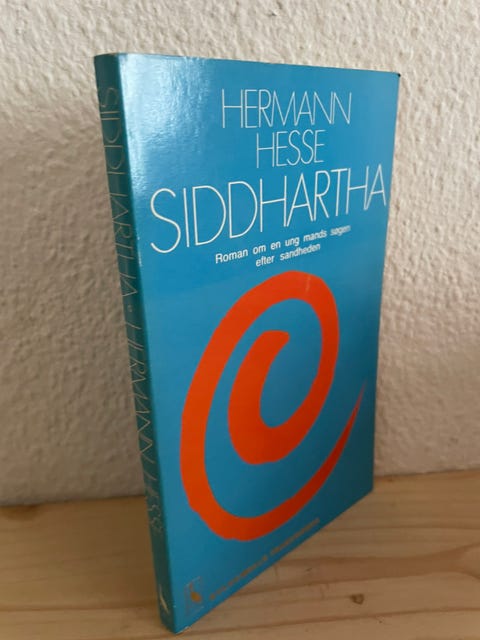 HERMANN
HESSE
SIDDHARTHA
Roman om en ung mands søgen
efter sandheden
SIDDHARTHA • HERMANN HESSE